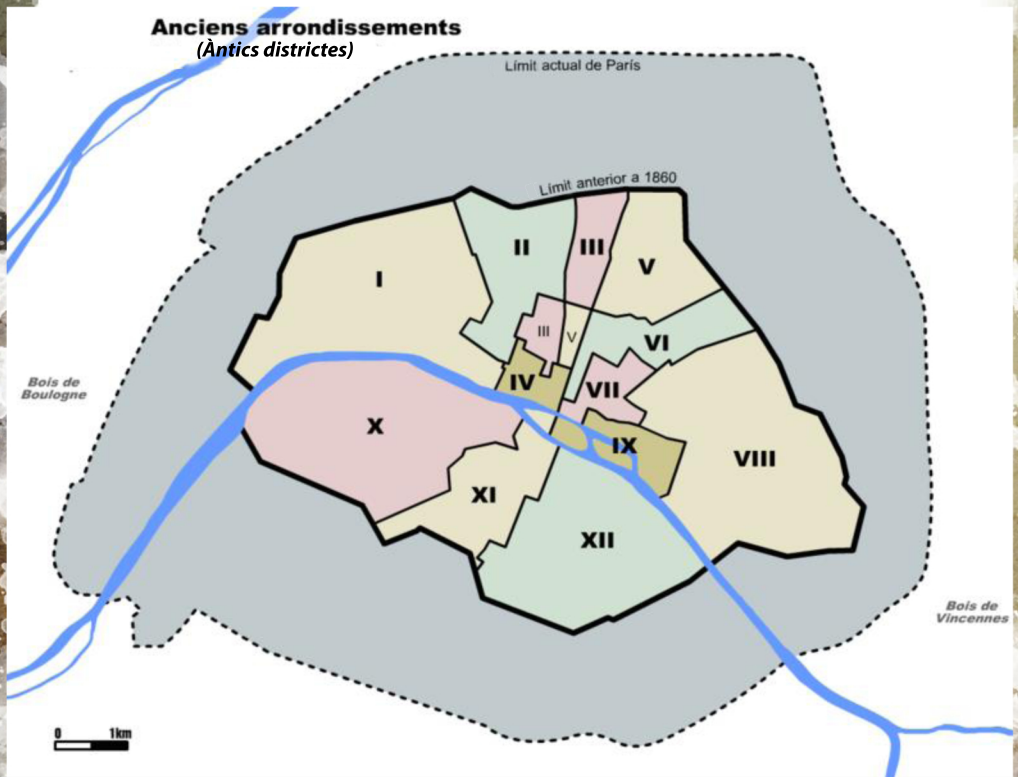 Anciens arrondissements
(Àntics districtes)
Límit actual de París
Límit anterior a 1860
I
II
III
V
III
V
VI
IV
VII
Bois de
Boulogne
X
IX
VIII
XI
XII
Bois de
Vincennes
0 1km